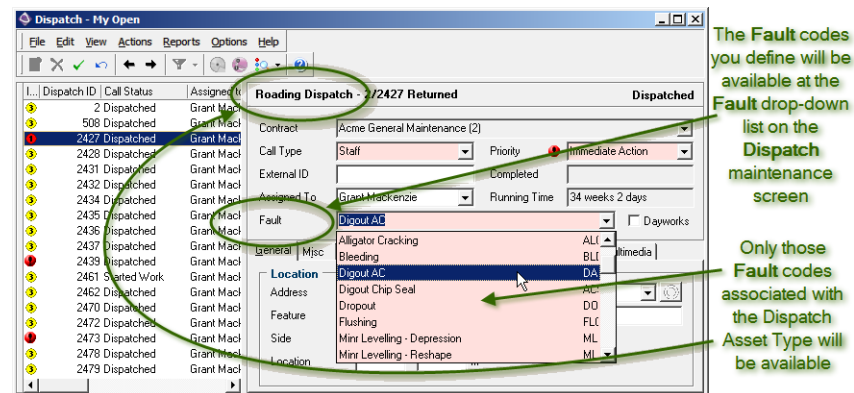 Dispatch - My Open
File Edit View Actions Reports Options Help
I... Dispatch ID Call Status Assigned to
2 Dispatched Grant Mack
508 Dispatched Grant Mack
2427 Dispatched Grant Mack
2428 Dispatched Grant Mack
2431 Dispatched Grant Mack
2432 Dispatched Grant Mack
2434 Dispatched Grant Mack
2435 Dispatched Grant Mack
2436 Dispatched Grant Mack
2437 Dispatched Grant Mack
2439 Dispatched Grant Mack
2461 Started Work Grant Mack
2462 Dispatched Grant Mack
2470 Dispatched Grant Mack
2472 Dispatched Grant Mack
2473 Dispatched Grant Mack
2478 Dispatched Grant Mack
2479 Dispatched Grant Mack
Roading Dispatch - 2/2427 Returned Dispatched
Contract Acme General Maintenance (2)
Call Type Staff Priority Immediate Action
External ID Completed
Assigned To Grant Mackenzie Running Time 34 weeks 2 days
Fault Digout AC Dayworks
General Misc
Alligator Cracking
Bleeding
Digout AC DA
Digout Chip Seal
Dropout DO
Flushing
Minr Levelling - Depression ML
Minr Levelling - Reshape
Location
Address
Feature
Side
Location
The Fault codes
you define will be
available at the
Fault drop-down
list on the
Dispatch
maintenance
screen
Only those
Fault codes
associated with
the Dispatch
Asset Type will
be available